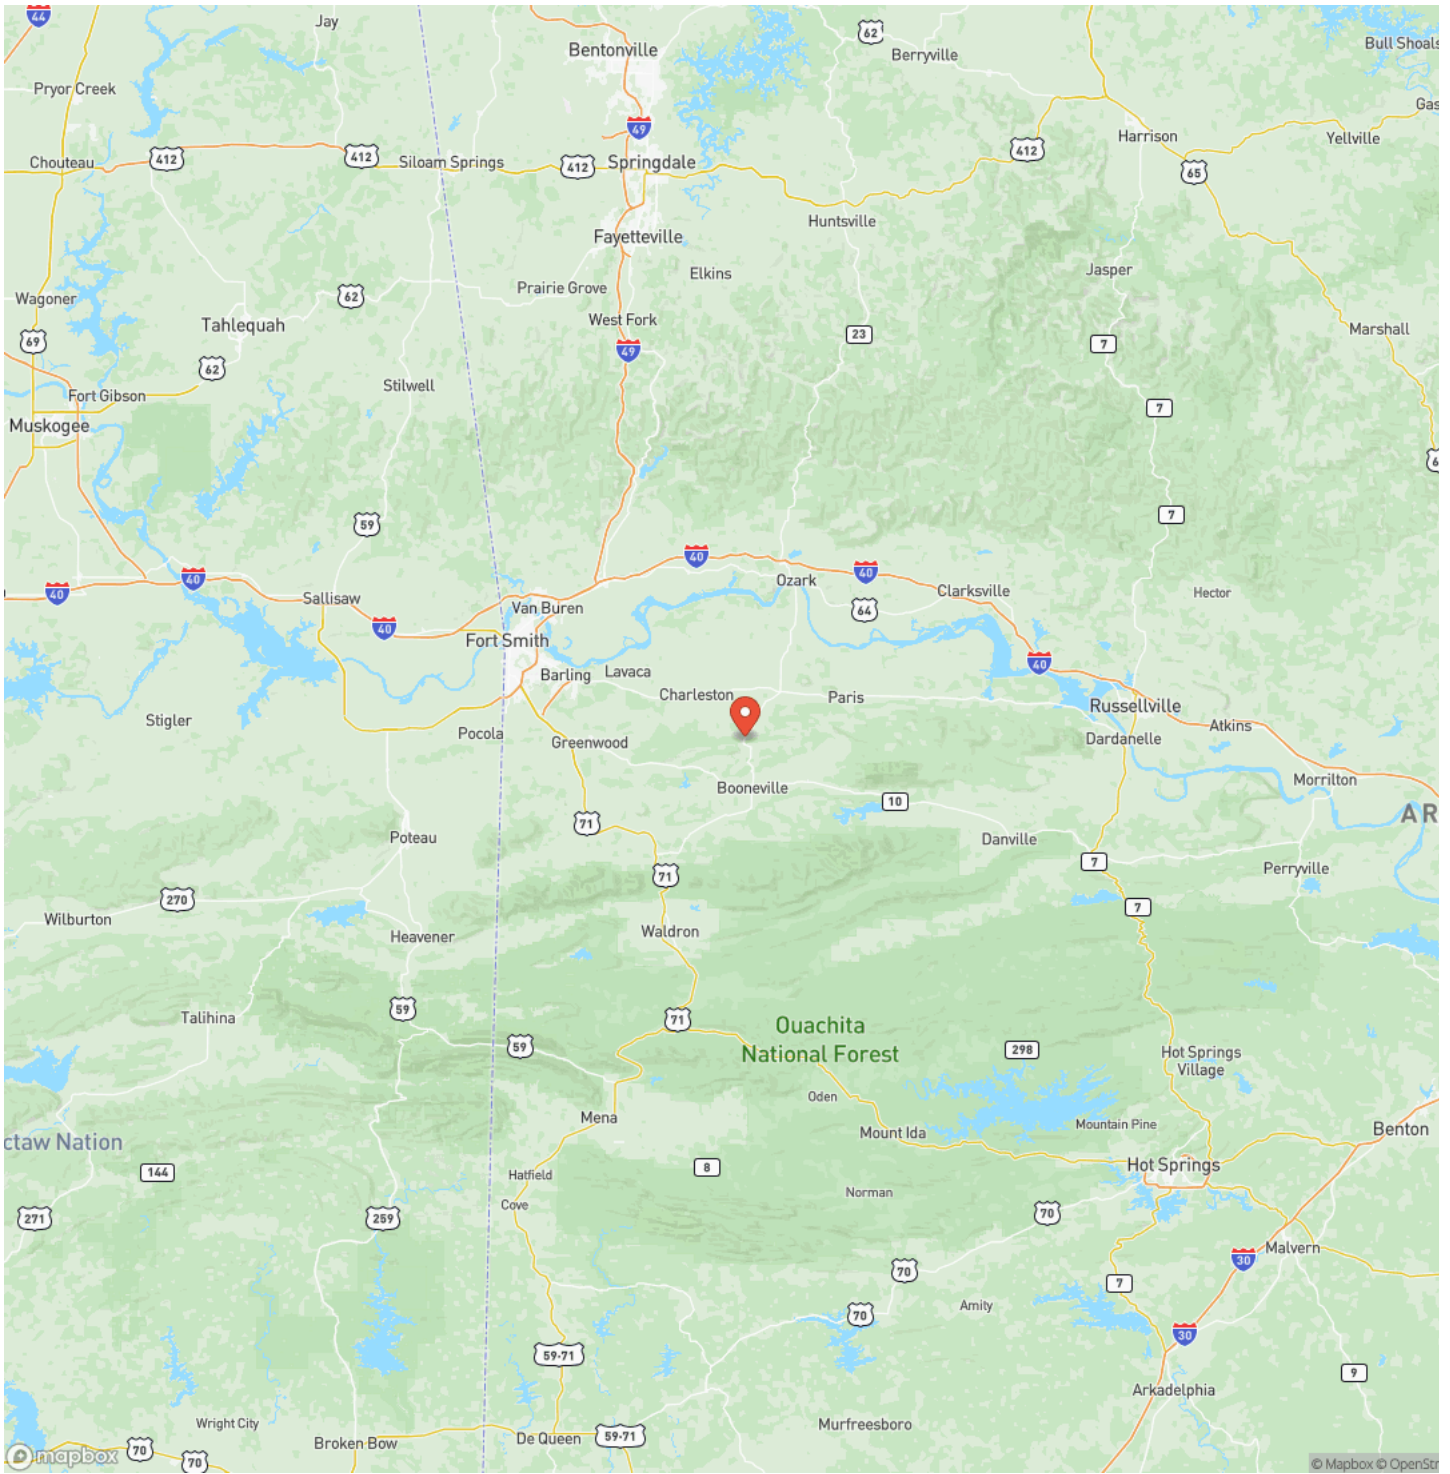 44
Jay
Bentonville
62
Berryville
Bull Shoals
Pryor Creek
Gas
49
Harrison
Yellville
Chouteau
412
412
Siloam Springs
412
Springdale
412
65
Huntsville
Fayetteville
Elkins
Jasper
Prairie Grove
Wagoner
62
Tahlequah
West Fork
23
Marshall
69
49
7
62
Stilwell
Fort Gibson
7
Muskogee
6
59
7
40
40
40
40
Ozark
Clarksville
Hector
Sallisaw
Van Buren
64
40
Fort Smith
40
Barling
Lavaca
Charleston
Paris
Russellville
Stigler
Pocola
Greenwood
Dardanelle
Atkins
Booneville
Morrilton
10
AR
71
Poteau
Danville
7
Perryville
71
270
7
Wilburton
Heavener
Waldron
59
Talihina
71
Ouachita
National Forest
59
298
Hot Springs
Village
Oden
Mena
Mount Ida
Mountain Pine
Benton
ctaw Nation
144
8
Hatfield
Hot Springs
Cove
Norman
271
259
70
Malvern
30
70
7
Amity
70
30
59-71
9
Arkadelphia
Wright City
Murfreesboro
Broken Bow
De Queen
59-71
70
70
mapbox
© Mapbox © OpenStr